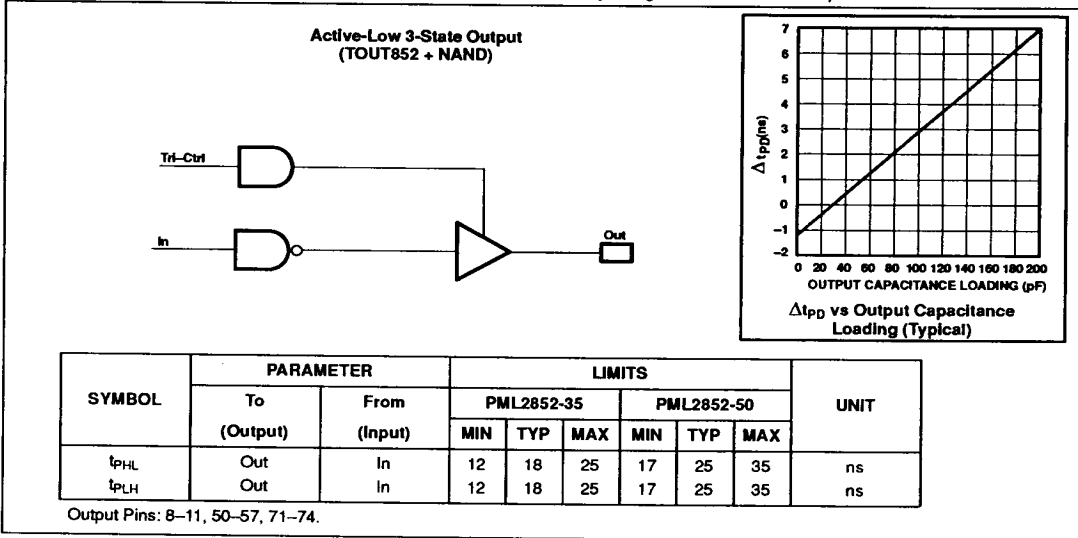 Active-Low 3-State Output
(TOUT852 + NAND)
Tri–Ctrl
In
Out
7
6
5
4
3
2
1
0
–1
–2
ΔtPD(ns)
0 20 40 60 80 100 120 140 160 180 200
OUTPUT CAPACITANCE LOADING (pF)
ΔtPD vs Output Capacitance
Loading (Typical)
SYMBOL PARAMETER LIMITS UNIT
To From PML2852-35 PML2852-50
(Output) (Input) MIN TYP MAX MIN TYP MAX
tPHL Out In 12 18 25 17 25 35 ns
tPLH Out In 12 18 25 17 25 35 ns
Output Pins: 8–11, 50–57, 71–74.